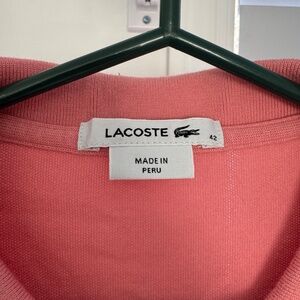 LACOSTE
42
MADE IN
PERU